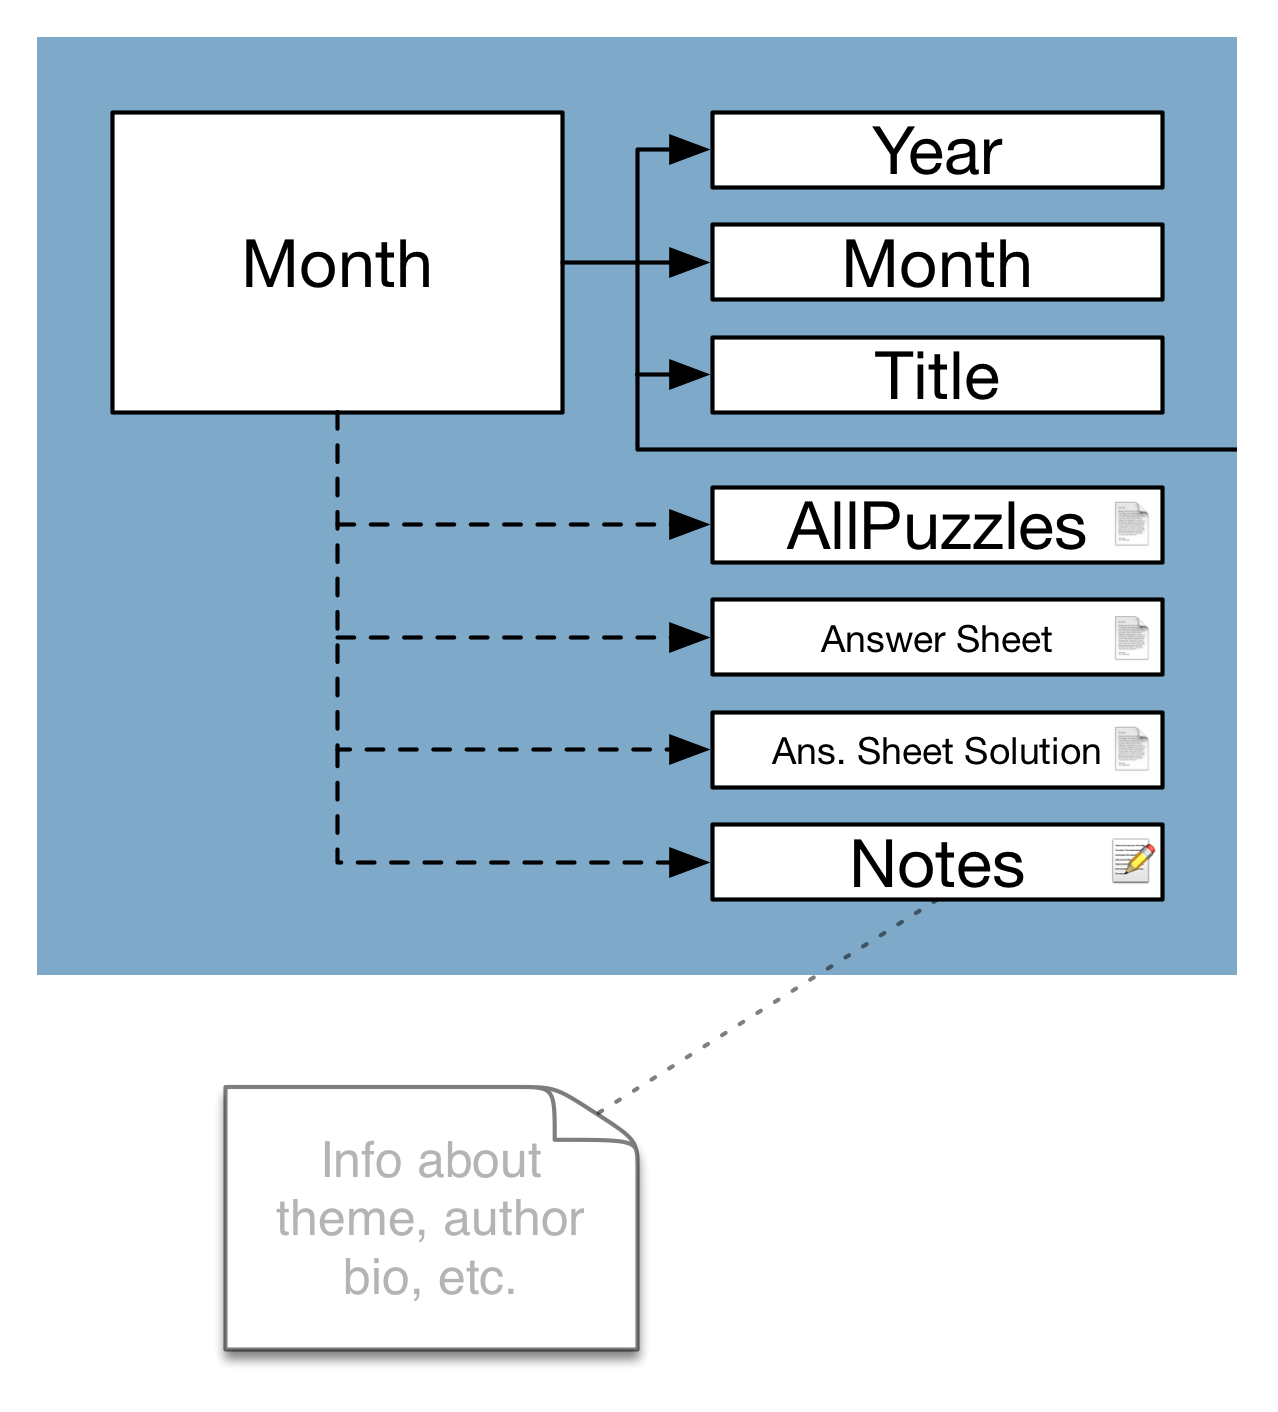 Month
Year
Month
Title
AllPuzzles
Answer Sheet
Ans. Sheet Solution
Notes
Info about
theme, author
bio, etc.